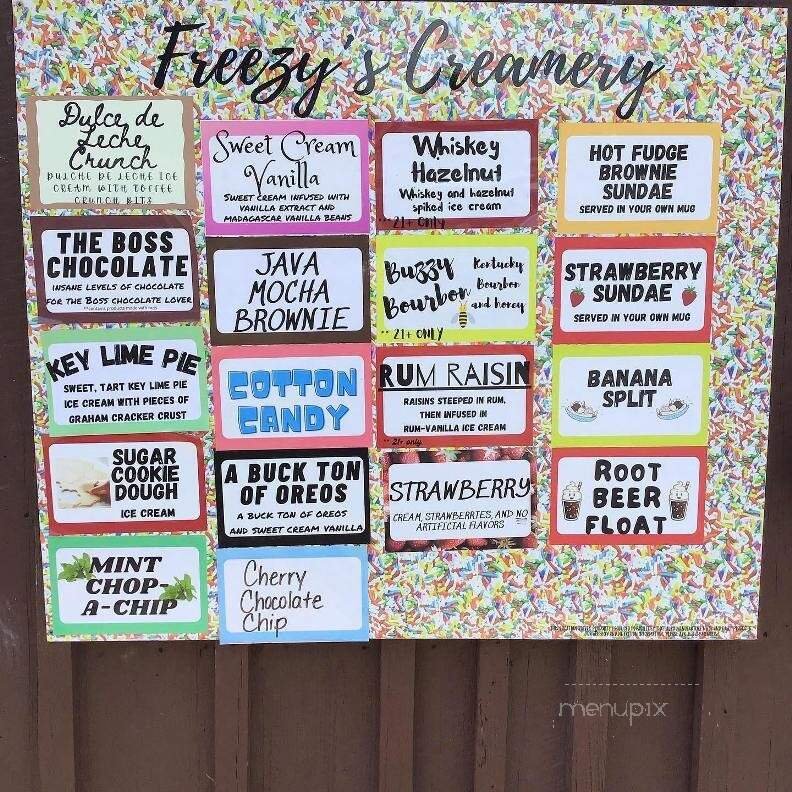 Freezy's Creamery
Dulce de
Leche
Crunch
DULCHE DE LECHE ICE
CREAM WITH TOFFEE
CRUNCH BITS
THE BOSS
CHOCOLATE
INSANE LEVELS OF CHOCOLATE
FOR THE BOSS CHOCOLATE LOVER
KEY LIME PIE
SWEET, TART KEY LIME PIE
ICE CREAM WITH PIECES OF
GRAHAM CRACKER CRUST
SUGAR
COOKIE
DOUGH
ICE CREAM
MINT
CHOP-
A-CHIP
Sweet Cream
Vanilla
SWEET CREAM INFUSED WITH
VANILLA EXTRACT AND
MADAGASCAR VANILLA BEANS
JAVA
MOCHA
BROWNIE
COTTON
CANDY
A BUCK TON
OF OREOS
A BUCK TON OF OREOS
AND SWEET CREAM VANILLA
Cherry
Chocolate
Chip
Whiskey
Hazelnut
Whiskey and hazelnut
spiked ice cream
**21+ only
Buzzy
Bourbon
Kentucky
Bourbon
and honey
** 21+ ONLY
RUM RAISIN
RAISINS STEEPED IN RUM,
THEN INFUSED IN
RUM-VANILLA ICE CREAM
** 21+ only
STRAWBERRY
CREAM, STRAWBERRIES, AND NO
ARTIFICIAL FLAVORS
HOT FUDGE
BROWNIE
SUNDAE
SERVED IN YOUR OWN MUG
STRAWBERRY
SUNDAE
SERVED IN YOUR OWN MUG
BANANA
SPLIT
ROOT
BEER
FLOAT
menupix